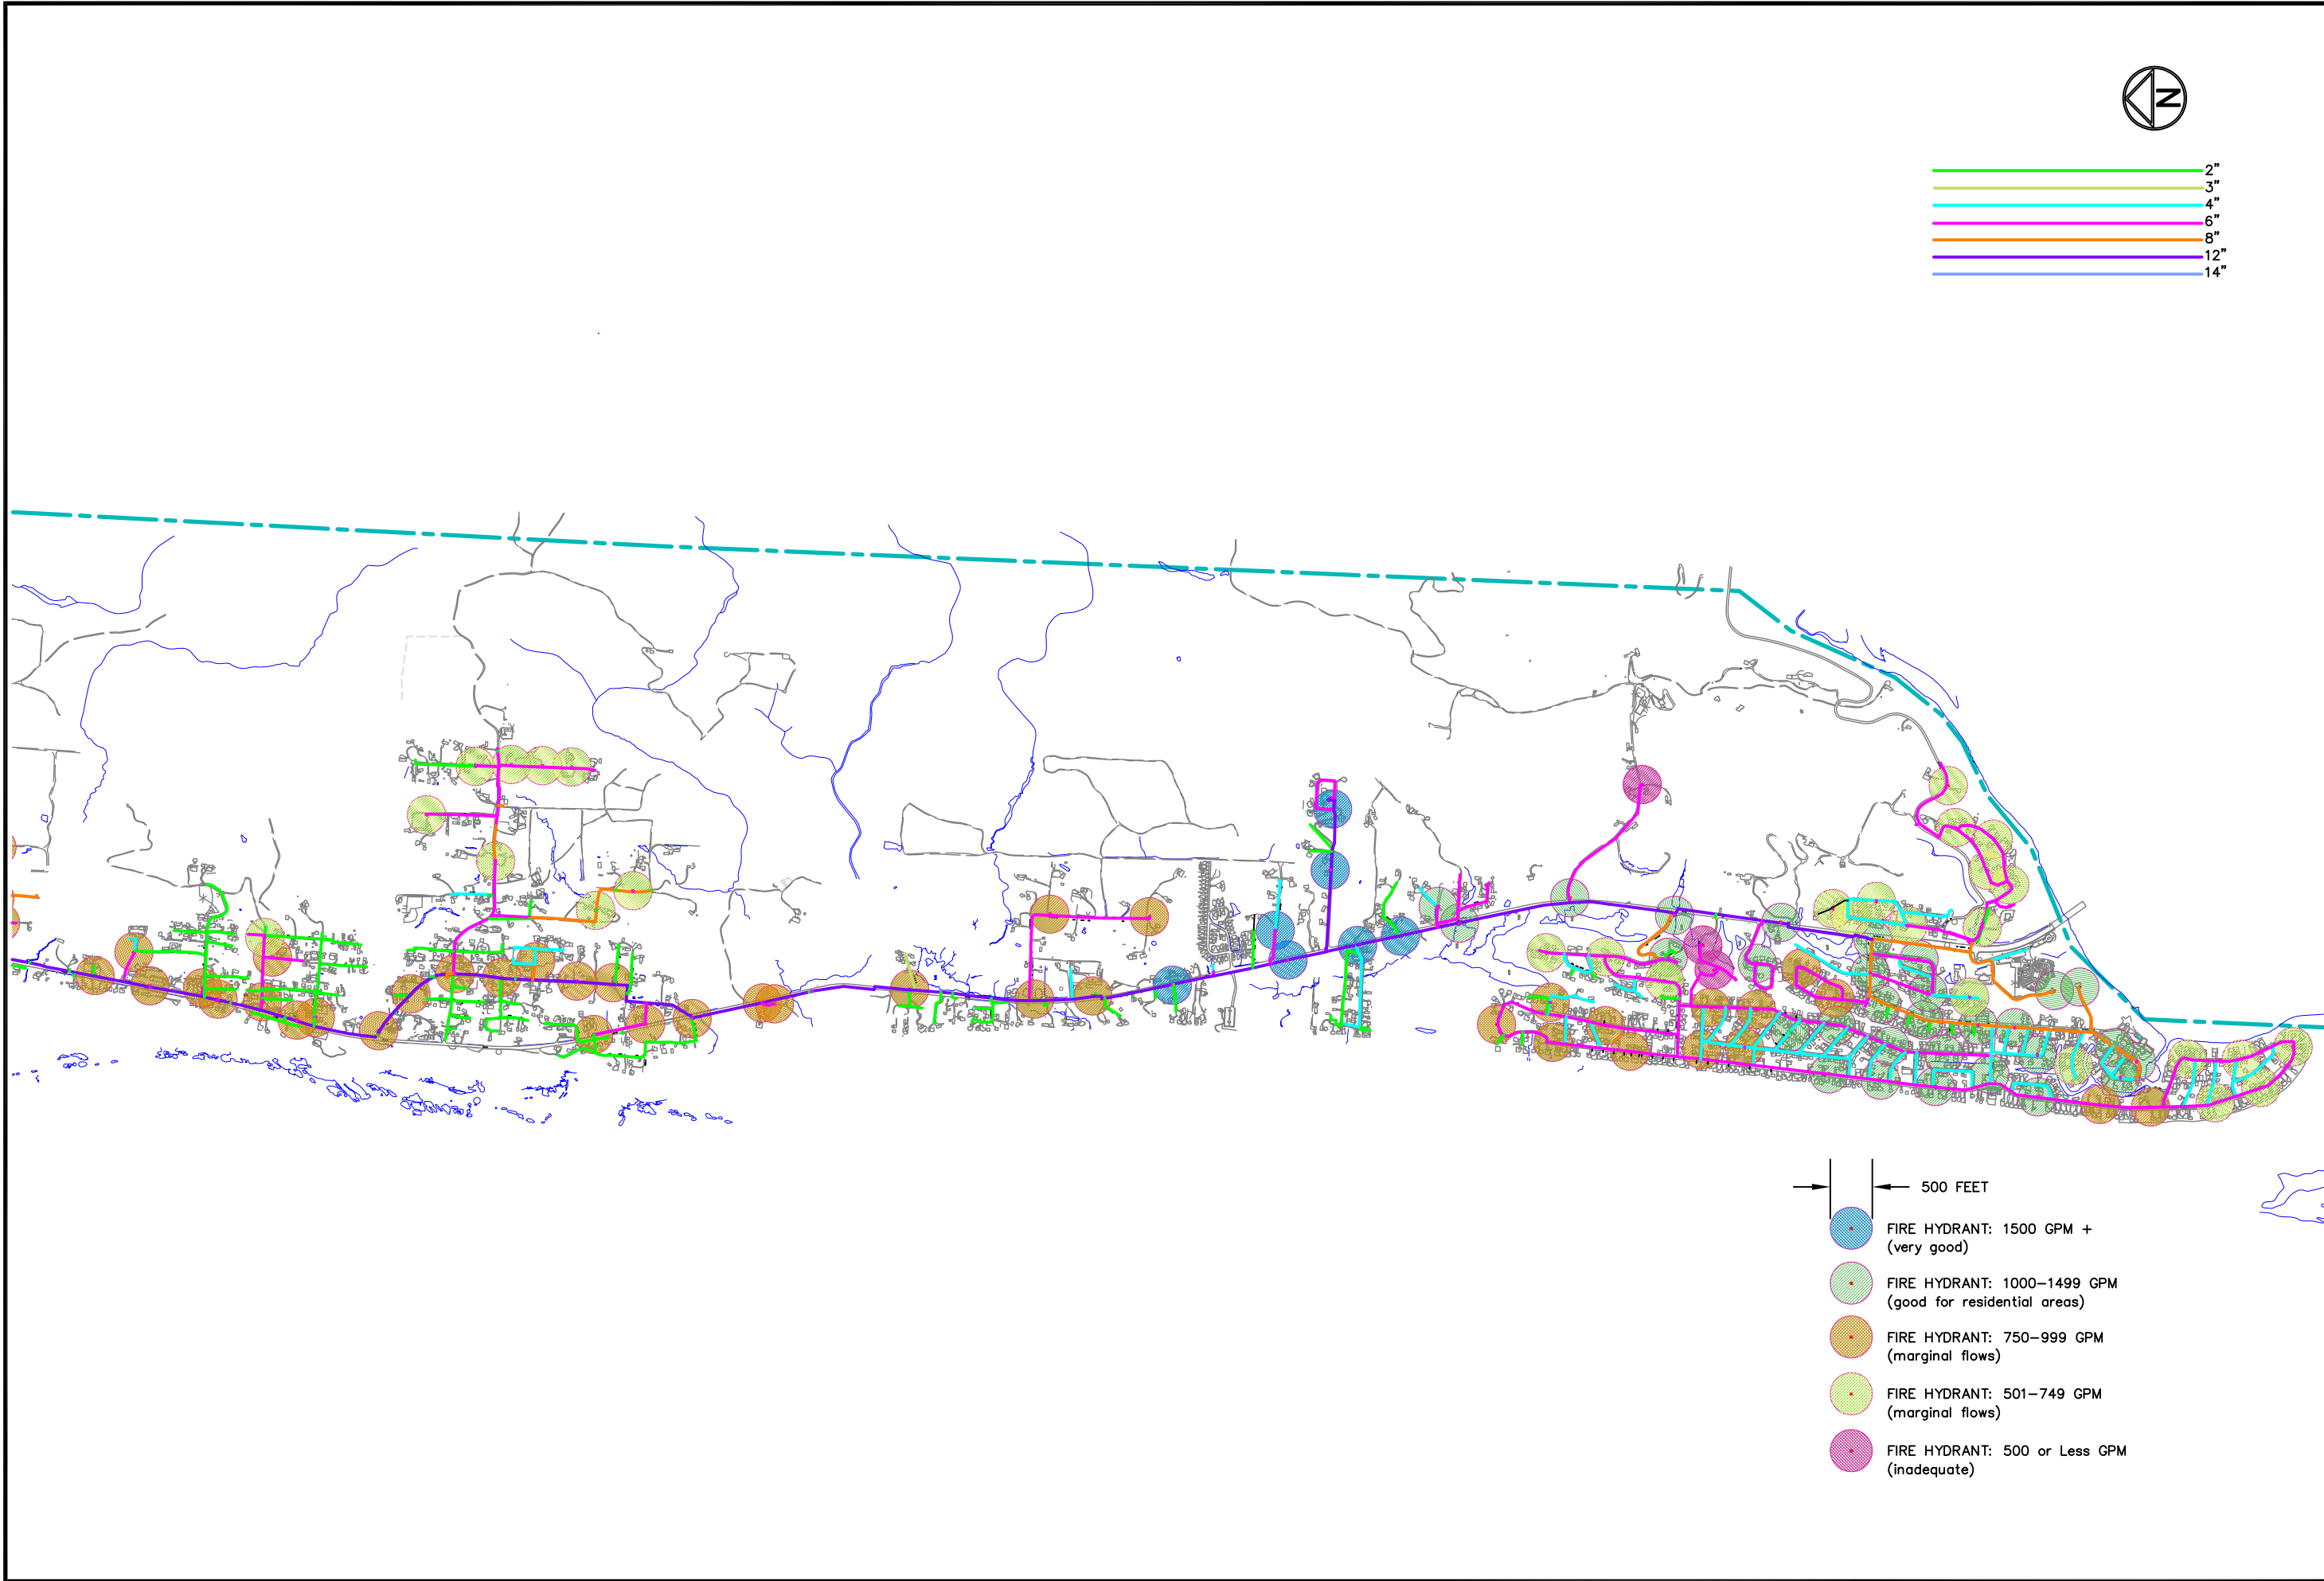 N
2"
3"
4"
6"
8"
12"
14"
500 FEET
FIRE HYDRANT: 1500 GPM +
(very good)
FIRE HYDRANT: 1000-1499 GPM
(good for residential areas)
FIRE HYDRANT: 750-999 GPM
(marginal flows)
FIRE HYDRANT: 501-749 GPM
(marginal flows)
FIRE HYDRANT: 500 or Less GPM
(inadequate)